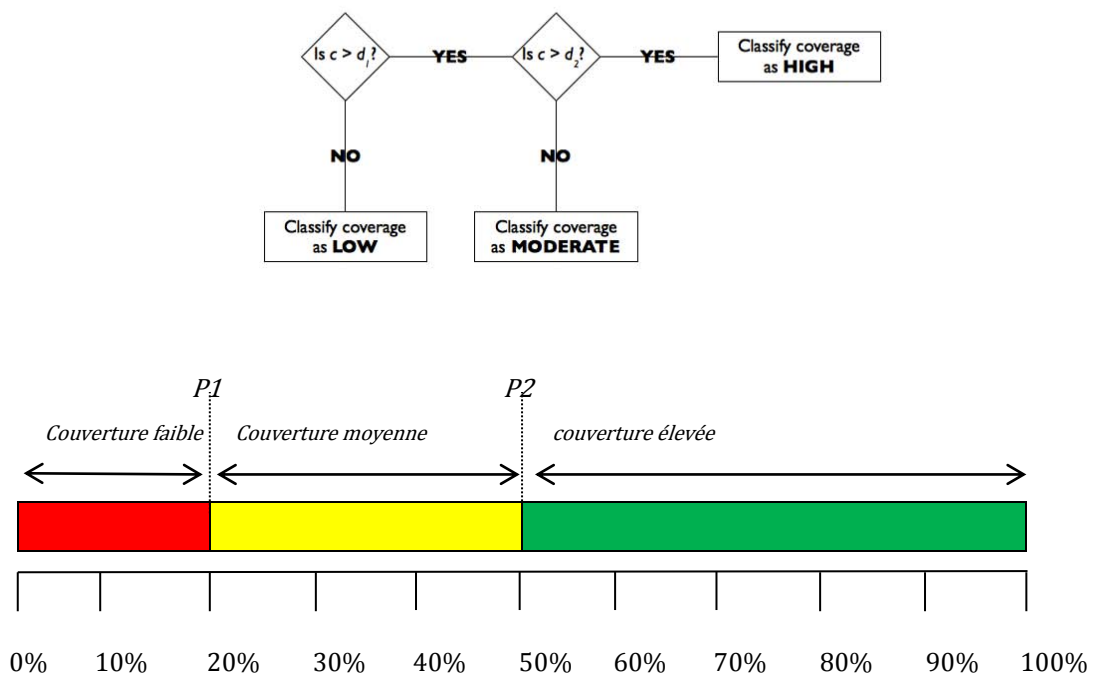 Is c > d₁?
YES
Is c > d₂?
YES
Classify coverage
as HIGH
NO
NO
Classify coverage
as LOW
Classify coverage
as MODERATE
P1
P2
Couverture faible
Couverture moyenne
couverture élevée
0% 10% 20% 30% 40% 50% 60% 70% 80% 90% 100%